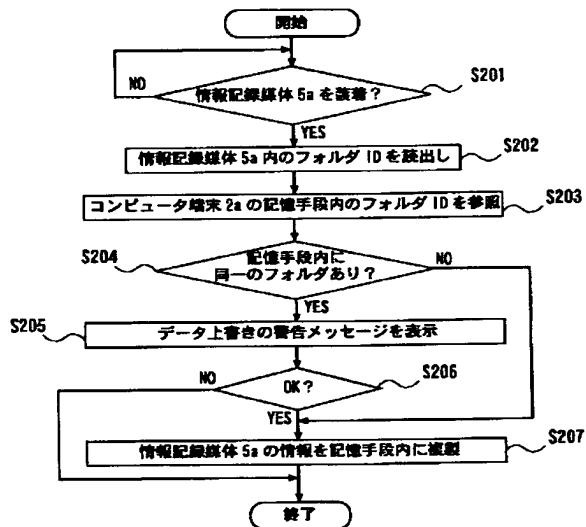 開始
NO
S201
情報記録媒体 5a を装着？
YES
S202
情報記録媒体 5a 内のフォルダ ID を読出し
S203
コンピュータ端末 2a の記憶手段内のフォルダ ID を参照
S204
記憶手段内に
同一のフォルダあり？
NO
YES
S205
データ上書きの警告メッセージを表示
NO
OK？
S206
YES
S207
情報記録媒体 5a の情報を記憶手段内に複製
終了